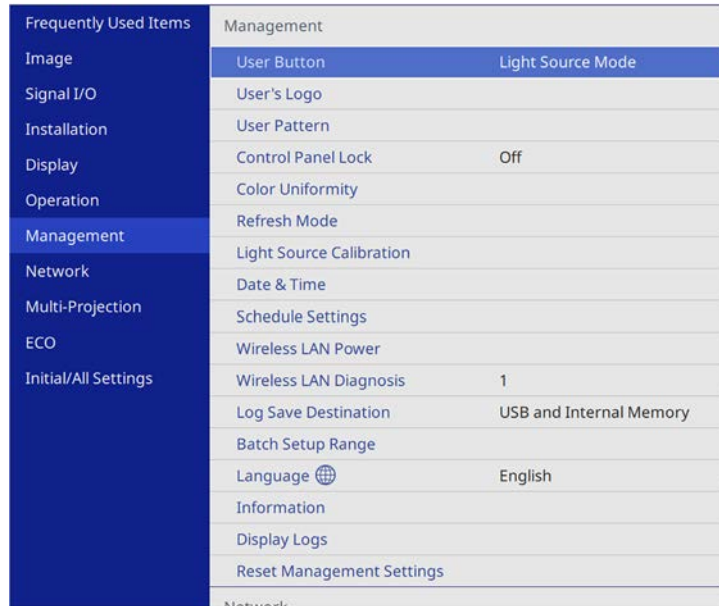 Frequently Used Items
Image
Signal I/O
Installation
Display
Operation
Management
Network
Multi-Projection
ECO
Initial/All Settings
Management
User Button Light Source Mode
User's Logo
User Pattern
Control Panel Lock Off
Color Uniformity
Refresh Mode
Light Source Calibration
Date & Time
Schedule Settings
Wireless LAN Power
Wireless LAN Diagnosis 1
Log Save Destination USB and Internal Memory
Batch Setup Range
Language English
Information
Display Logs
Reset Management Settings
Network